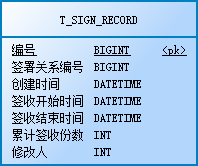 T_SIGN_RECORD
编号 BIGINT <pk>
签署关系编号 BIGINT
创建时间 DATETIME
签收开始时间 DATETIME
签收结束时间 DATETIME
累计签收份数 INT
修改人 INT